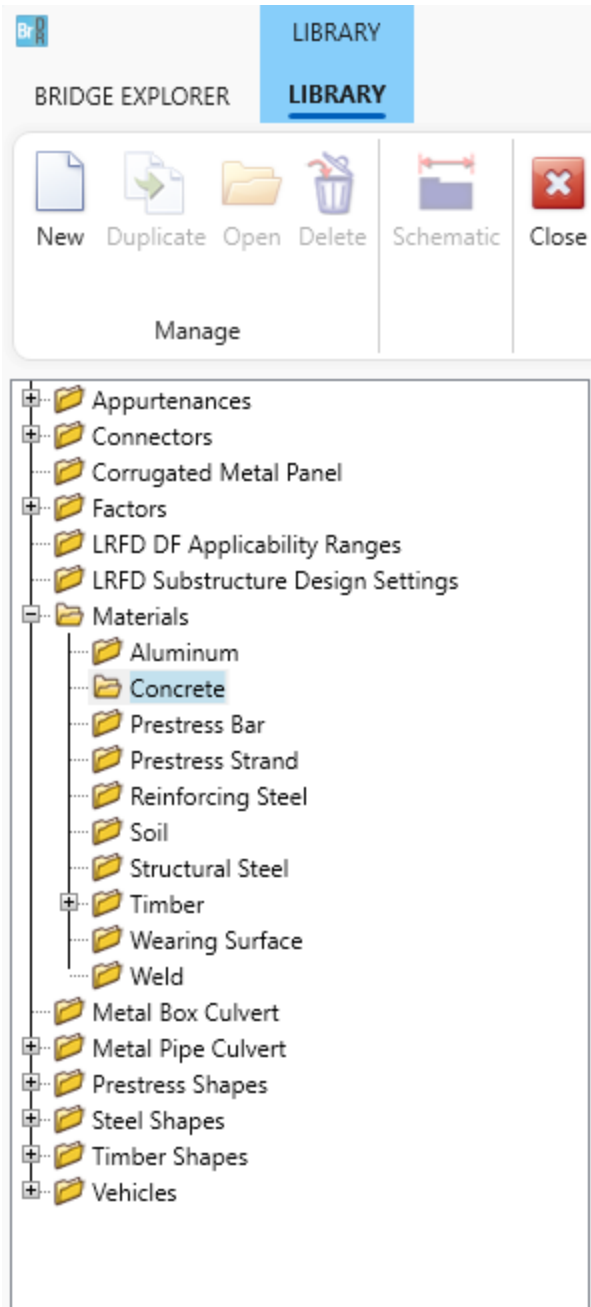 Br DR
LIBRARY
BRIDGE EXPLORER LIBRARY
New Duplicate Open Delete Schematic Close
Manage
Appurtenances
Connectors
Corrugated Metal Panel
Factors
LRFD DF Applicability Ranges
LRFD Substructure Design Settings
Materials
Aluminum
Concrete
Prestress Bar
Prestress Strand
Reinforcing Steel
Soil
Structural Steel
Timber
Wearing Surface
Weld
Metal Box Culvert
Metal Pipe Culvert
Prestress Shapes
Steel Shapes
Timber Shapes
Vehicles